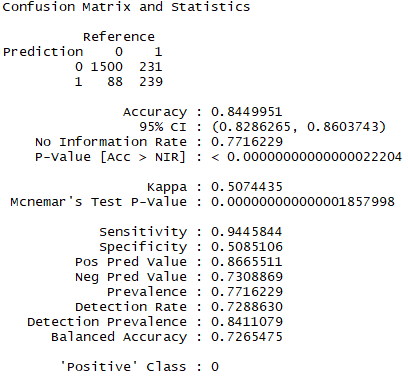 Confusion Matrix and Statistics
Reference
Prediction 0 1
0 1500 231
1 88 239
Accuracy : 0.8449951
95% CI : (0.8286265, 0.8603743)
No Information Rate : 0.7716229
P-Value [Acc > NIR] : < 0.00000000000000022204
Kappa : 0.5074435
Mcnemar's Test P-Value : 0.000000000000001857998
Sensitivity : 0.9445844
Specificity : 0.5085106
Pos Pred Value : 0.8665511
Neg Pred Value : 0.7308869
Prevalence : 0.7716229
Detection Rate : 0.7288630
Detection Prevalence : 0.8411079
Balanced Accuracy : 0.7265475
'Positive' Class : 0